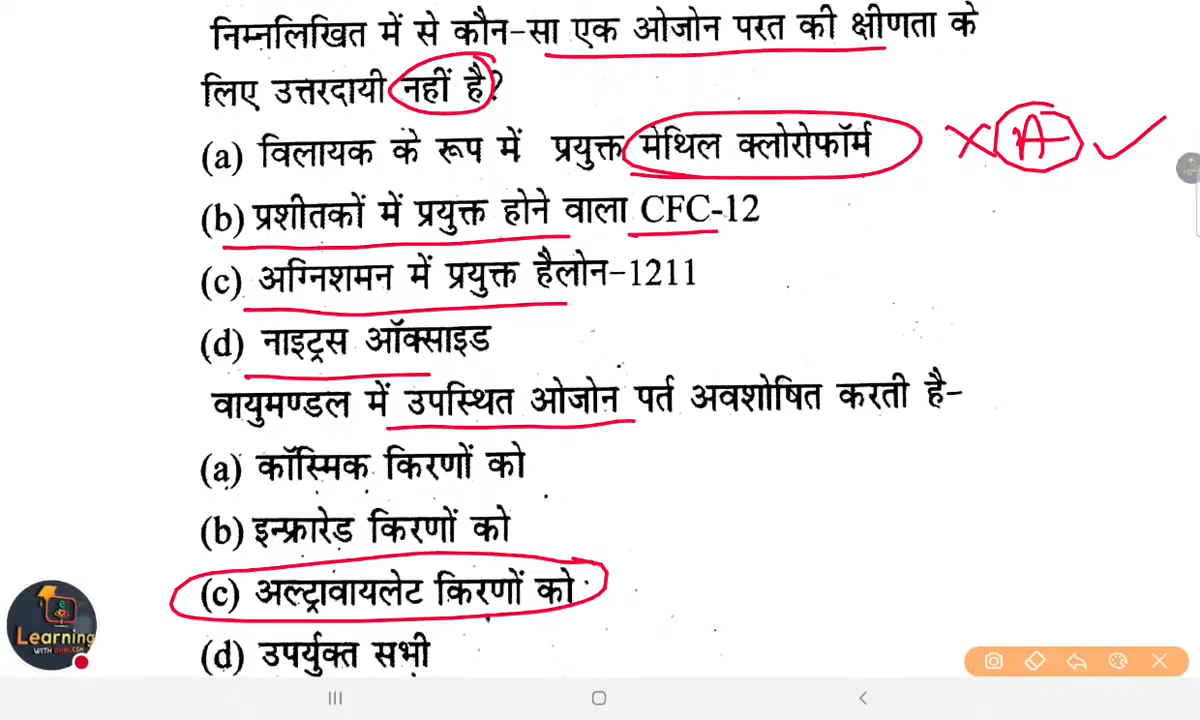 निम्नलिखित में से कौन-सा एक ओजोन परत की क्षीणता के
लिए उत्तरदायी नहीं है?
(a) विलायक के रूप में प्रयुक्त मेथिल क्लोरोफॉर्म
A
(b) प्रशीतकों में प्रयुक्त होने वाला CFC-12
(c) अग्निशमन में प्रयुक्त हैलोन-1211
(d) नाइट्रस ऑक्साइड
वायुमण्डल में उपस्थित ओजोन पर्त अवशोषित करती है-
(a) कॉस्मिक किरणों को
(b) इन्फ्रारेड किरणों को
(c) अल्ट्रावायलेट किरणों को
(d) उपर्युक्त सभी
Learning
WITH DURGESH